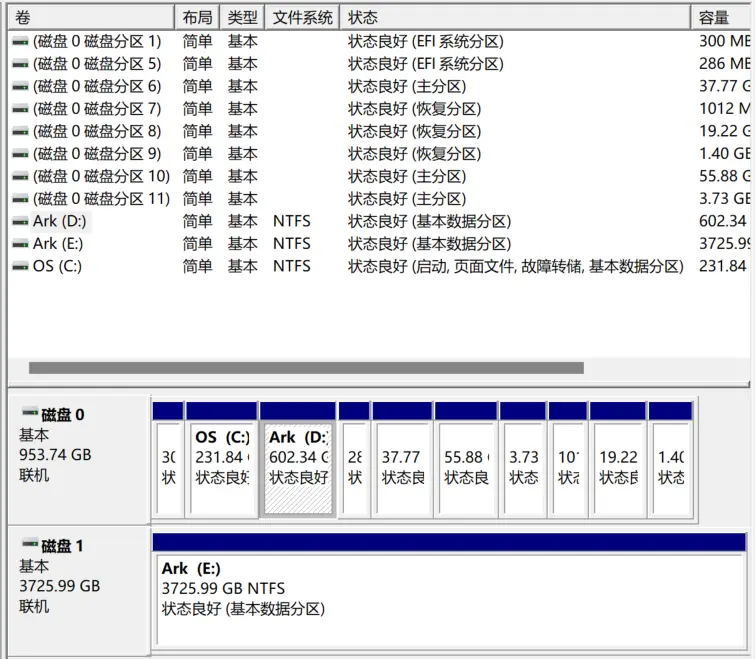 卷 布局 类型 文件系统 状态 容量
(磁盘 0 磁盘分区 1) 简单 基本 状态良好 (EFI 系统分区) 300 MB
(磁盘 0 磁盘分区 5) 简单 基本 状态良好 (EFI 系统分区) 286 MB
(磁盘 0 磁盘分区 6) 简单 基本 状态良好 (主分区) 37.77 G
(磁盘 0 磁盘分区 7) 简单 基本 状态良好 (恢复分区) 1012 M
(磁盘 0 磁盘分区 8) 简单 基本 状态良好 (恢复分区) 19.22 G
(磁盘 0 磁盘分区 9) 简单 基本 状态良好 (恢复分区) 1.40 GB
(磁盘 0 磁盘分区 10) 简单 基本 状态良好 (主分区) 55.88 G
(磁盘 0 磁盘分区 11) 简单 基本 状态良好 (主分区) 3.73 GB
Ark (D:) 简单 基本 NTFS 状态良好 (基本数据分区) 602.34
Ark (E:) 简单 基本 NTFS 状态良好 (基本数据分区) 3725.99
OS (C:) 简单 基本 NTFS 状态良好 (启动, 页面文件, 故障转储, 基本数据分区) 231.84
磁盘 0
基本
953.74 GB
联机
OS (C:) Ark (D:
30 231.84 602.34 G 28 37.77 55.88 3.73 10 19.22 1.40
状 状态良好 状态良好 状 状态良 状态良 状态 状态 状态良 状态
磁盘 1
基本
3725.99 GB
联机
Ark (E:)
3725.99 GB NTFS
状态良好 (基本数据分区)